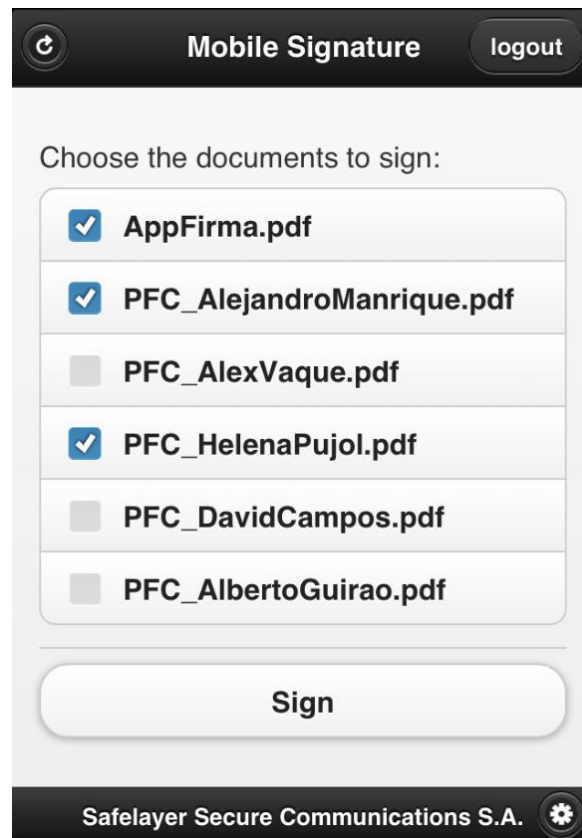 Mobile Signature
logout
Choose the documents to sign:
AppFirma.pdf
PFC_AlejandroManrique.pdf
PFC_AlexVaque.pdf
PFC_HelenaPujol.pdf
PFC_DavidCampos.pdf
PFC_AlbertoGuirao.pdf
Sign
Safelayer Secure Communications S.A.